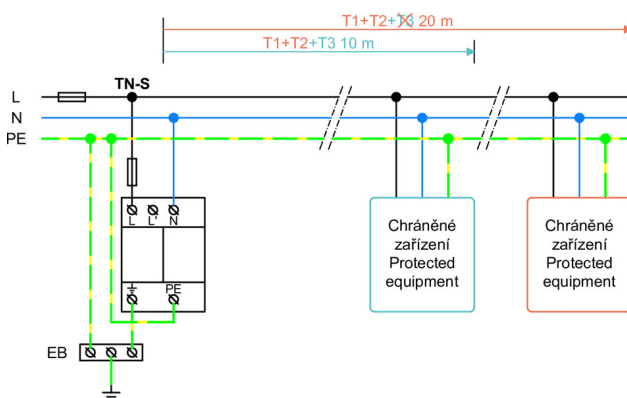 T1+T2+T3 20 m
T1+T2+T3 10 m
TN-S
L
N
PE
L L' N
PE
Chráněné
zařízení
Protected
equipment
Chráněné
zařízení
Protected
equipment
EB